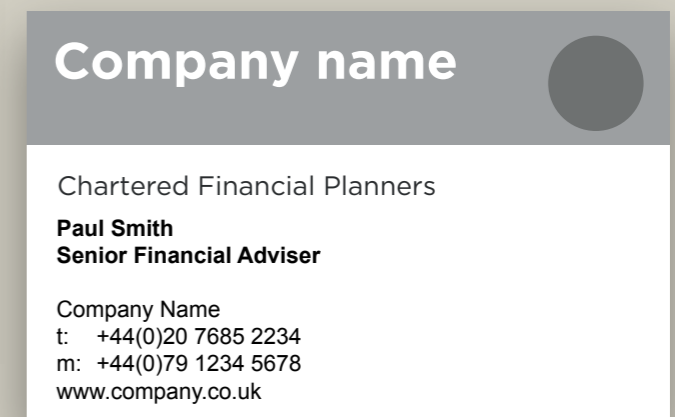 Company name
Chartered Financial Planners
Paul Smith
Senior Financial Adviser
Company Name
t: +44(0)20 7685 2234
m: +44(0)79 1234 5678
www.company.co.uk